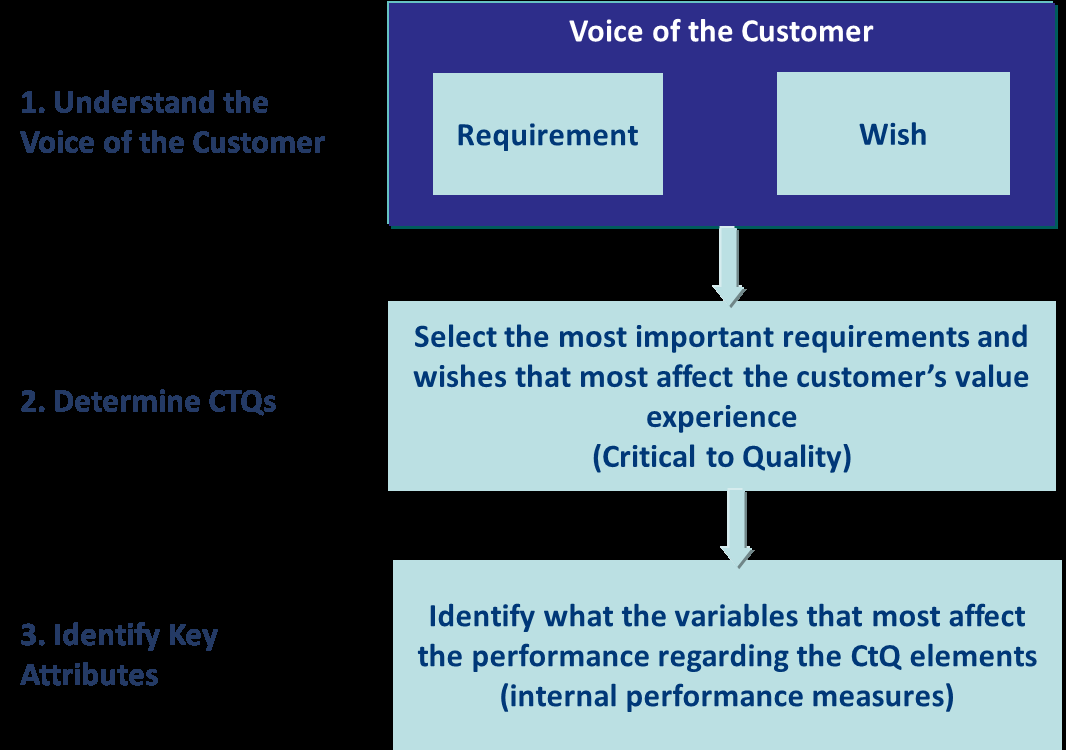 Voice of the Customer
1. Understand the
Voice of the Customer
Requirement
Wish
2. Determine CTQs
Select the most important requirements and
wishes that most affect the customer’s value
experience
(Critical to Quality)
3. Identify Key
Attributes
Identify what the variables that most affect
the performance regarding the CtQ elements
(internal performance measures)